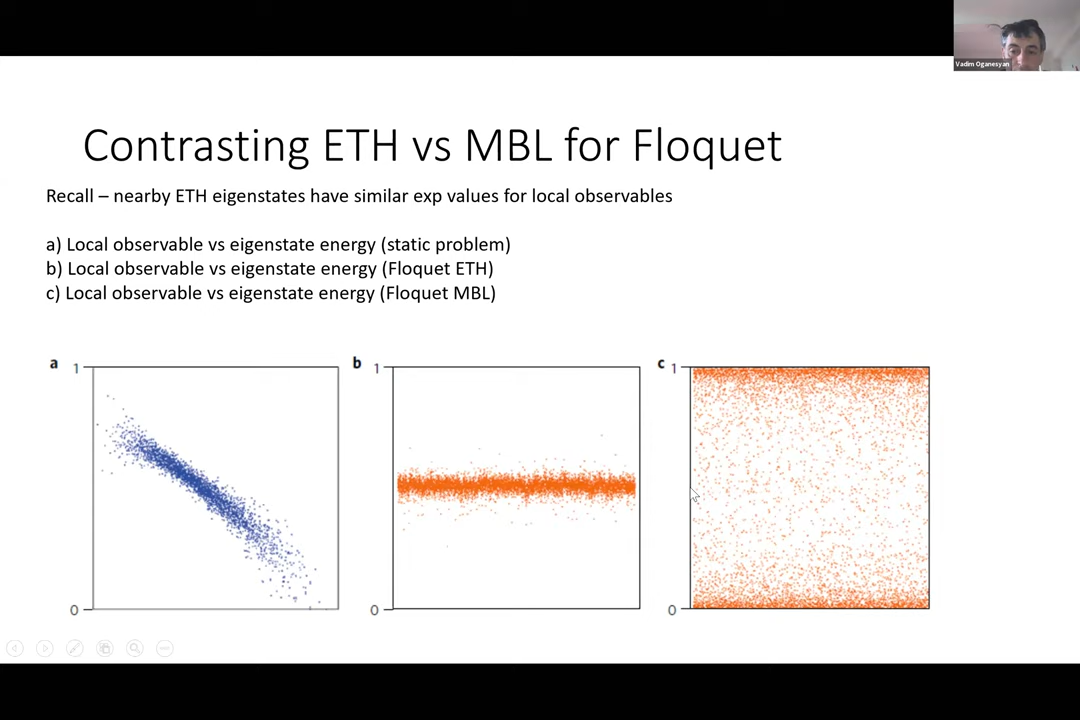 Vadim Oganesyan
Contrasting ETH vs MBL for Floquet
Recall – nearby ETH eigenstates have similar exp values for local observables
a) Local observable vs eigenstate energy (static problem)
b) Local observable vs eigenstate energy (Floquet ETH)
c) Local observable vs eigenstate energy (Floquet MBL)
a 1 b 1 c 1
0 0 0